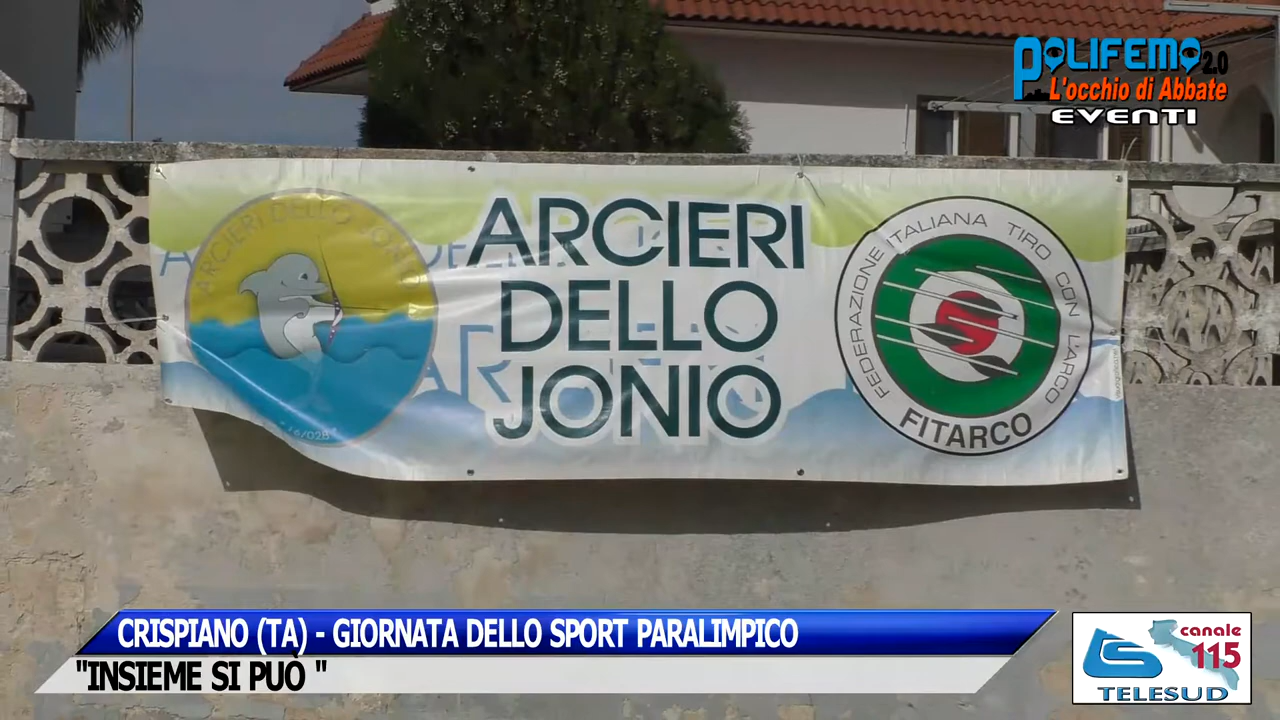 POLIFEMO 2.0
L'occhio di Abbate
EVENTI
ARCIERI DELLO JONIO
ARCIERI
DELLO
JONIO
FEDERAZIONE ITALIANA TIRO CON L'ARCO
FITARCO
CRISPIANO (TA) - GIORNATA DELLO SPORT PARALIMPICO
"INSIEME SI PUÒ "
canale
115
TELESUD